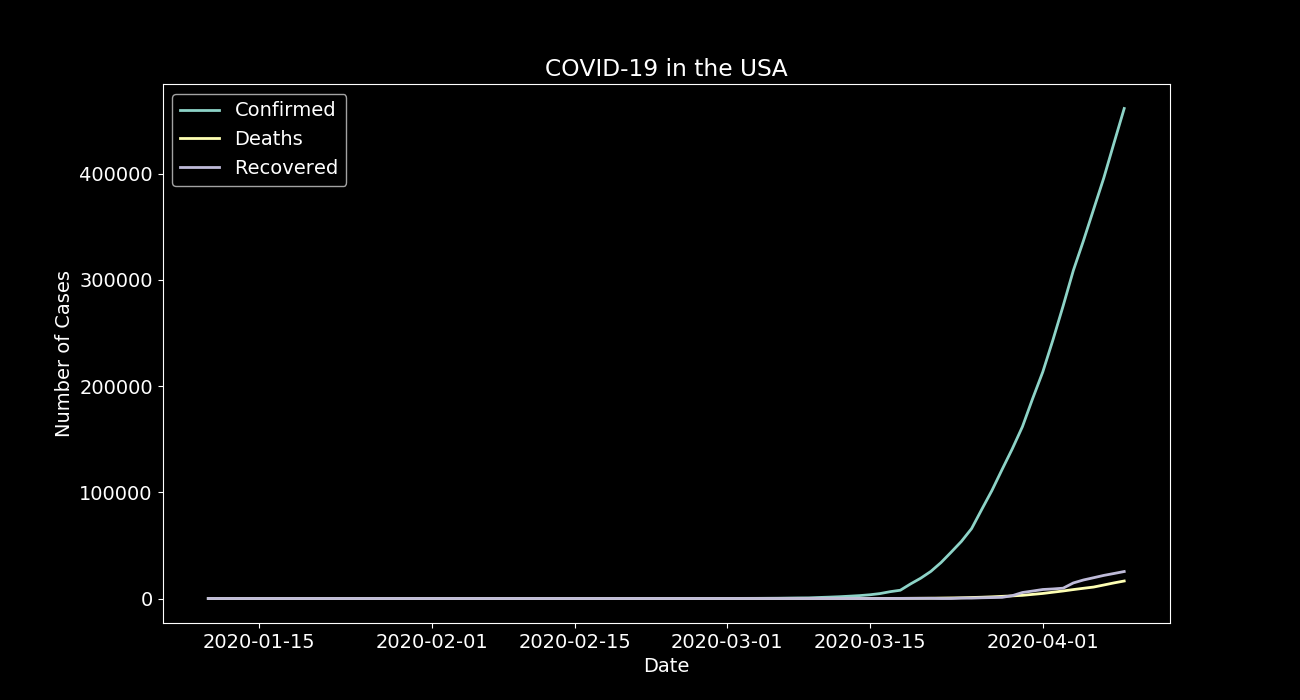 COVID-19 in the USA
Confirmed
Deaths
Recovered
400000
300000
200000
100000
0
Number of Cases
2020-01-15 2020-02-01 2020-02-15 2020-03-01 2020-03-15 2020-04-01
Date